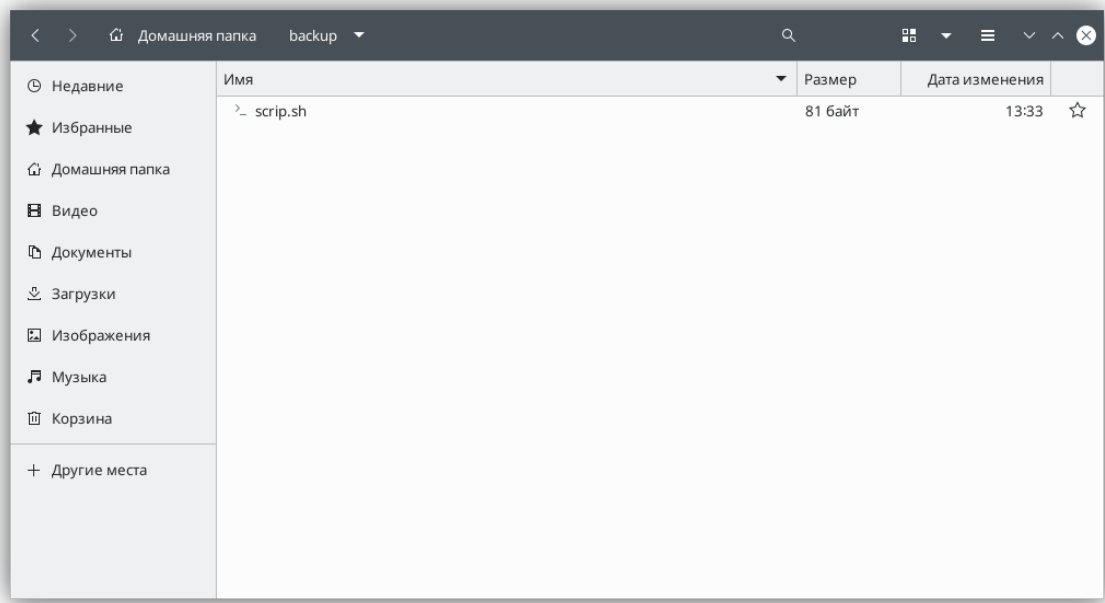 Домашняя папка backup
Недавние
Избранные
Домашняя папка
Видео
Документы
Загрузки
Изображения
Музыка
Корзина
Другие места
Имя Размер Дата изменения
scrip.sh 81 байт 13:33